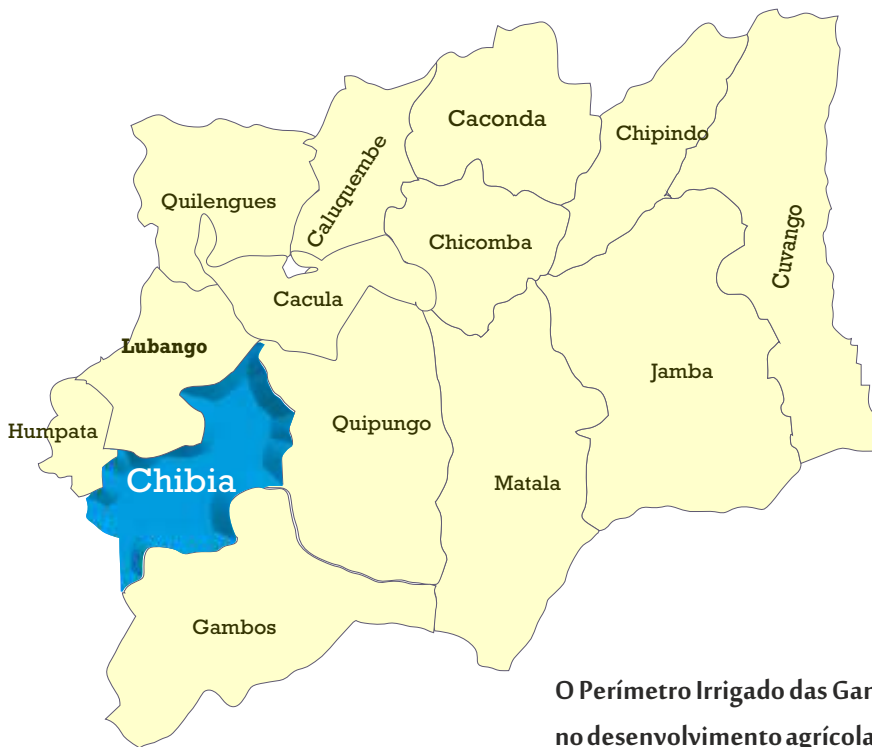 Caconda
Chipindo
Caluquembe
Quilengues
Chicomba
Cuvango
Cacula
Lubango
Jamba
Humpata
Quipungo
Chibia
Matala
Gambos
O Perímetro Irrigado das Gar
no desenvolvimento agrícola